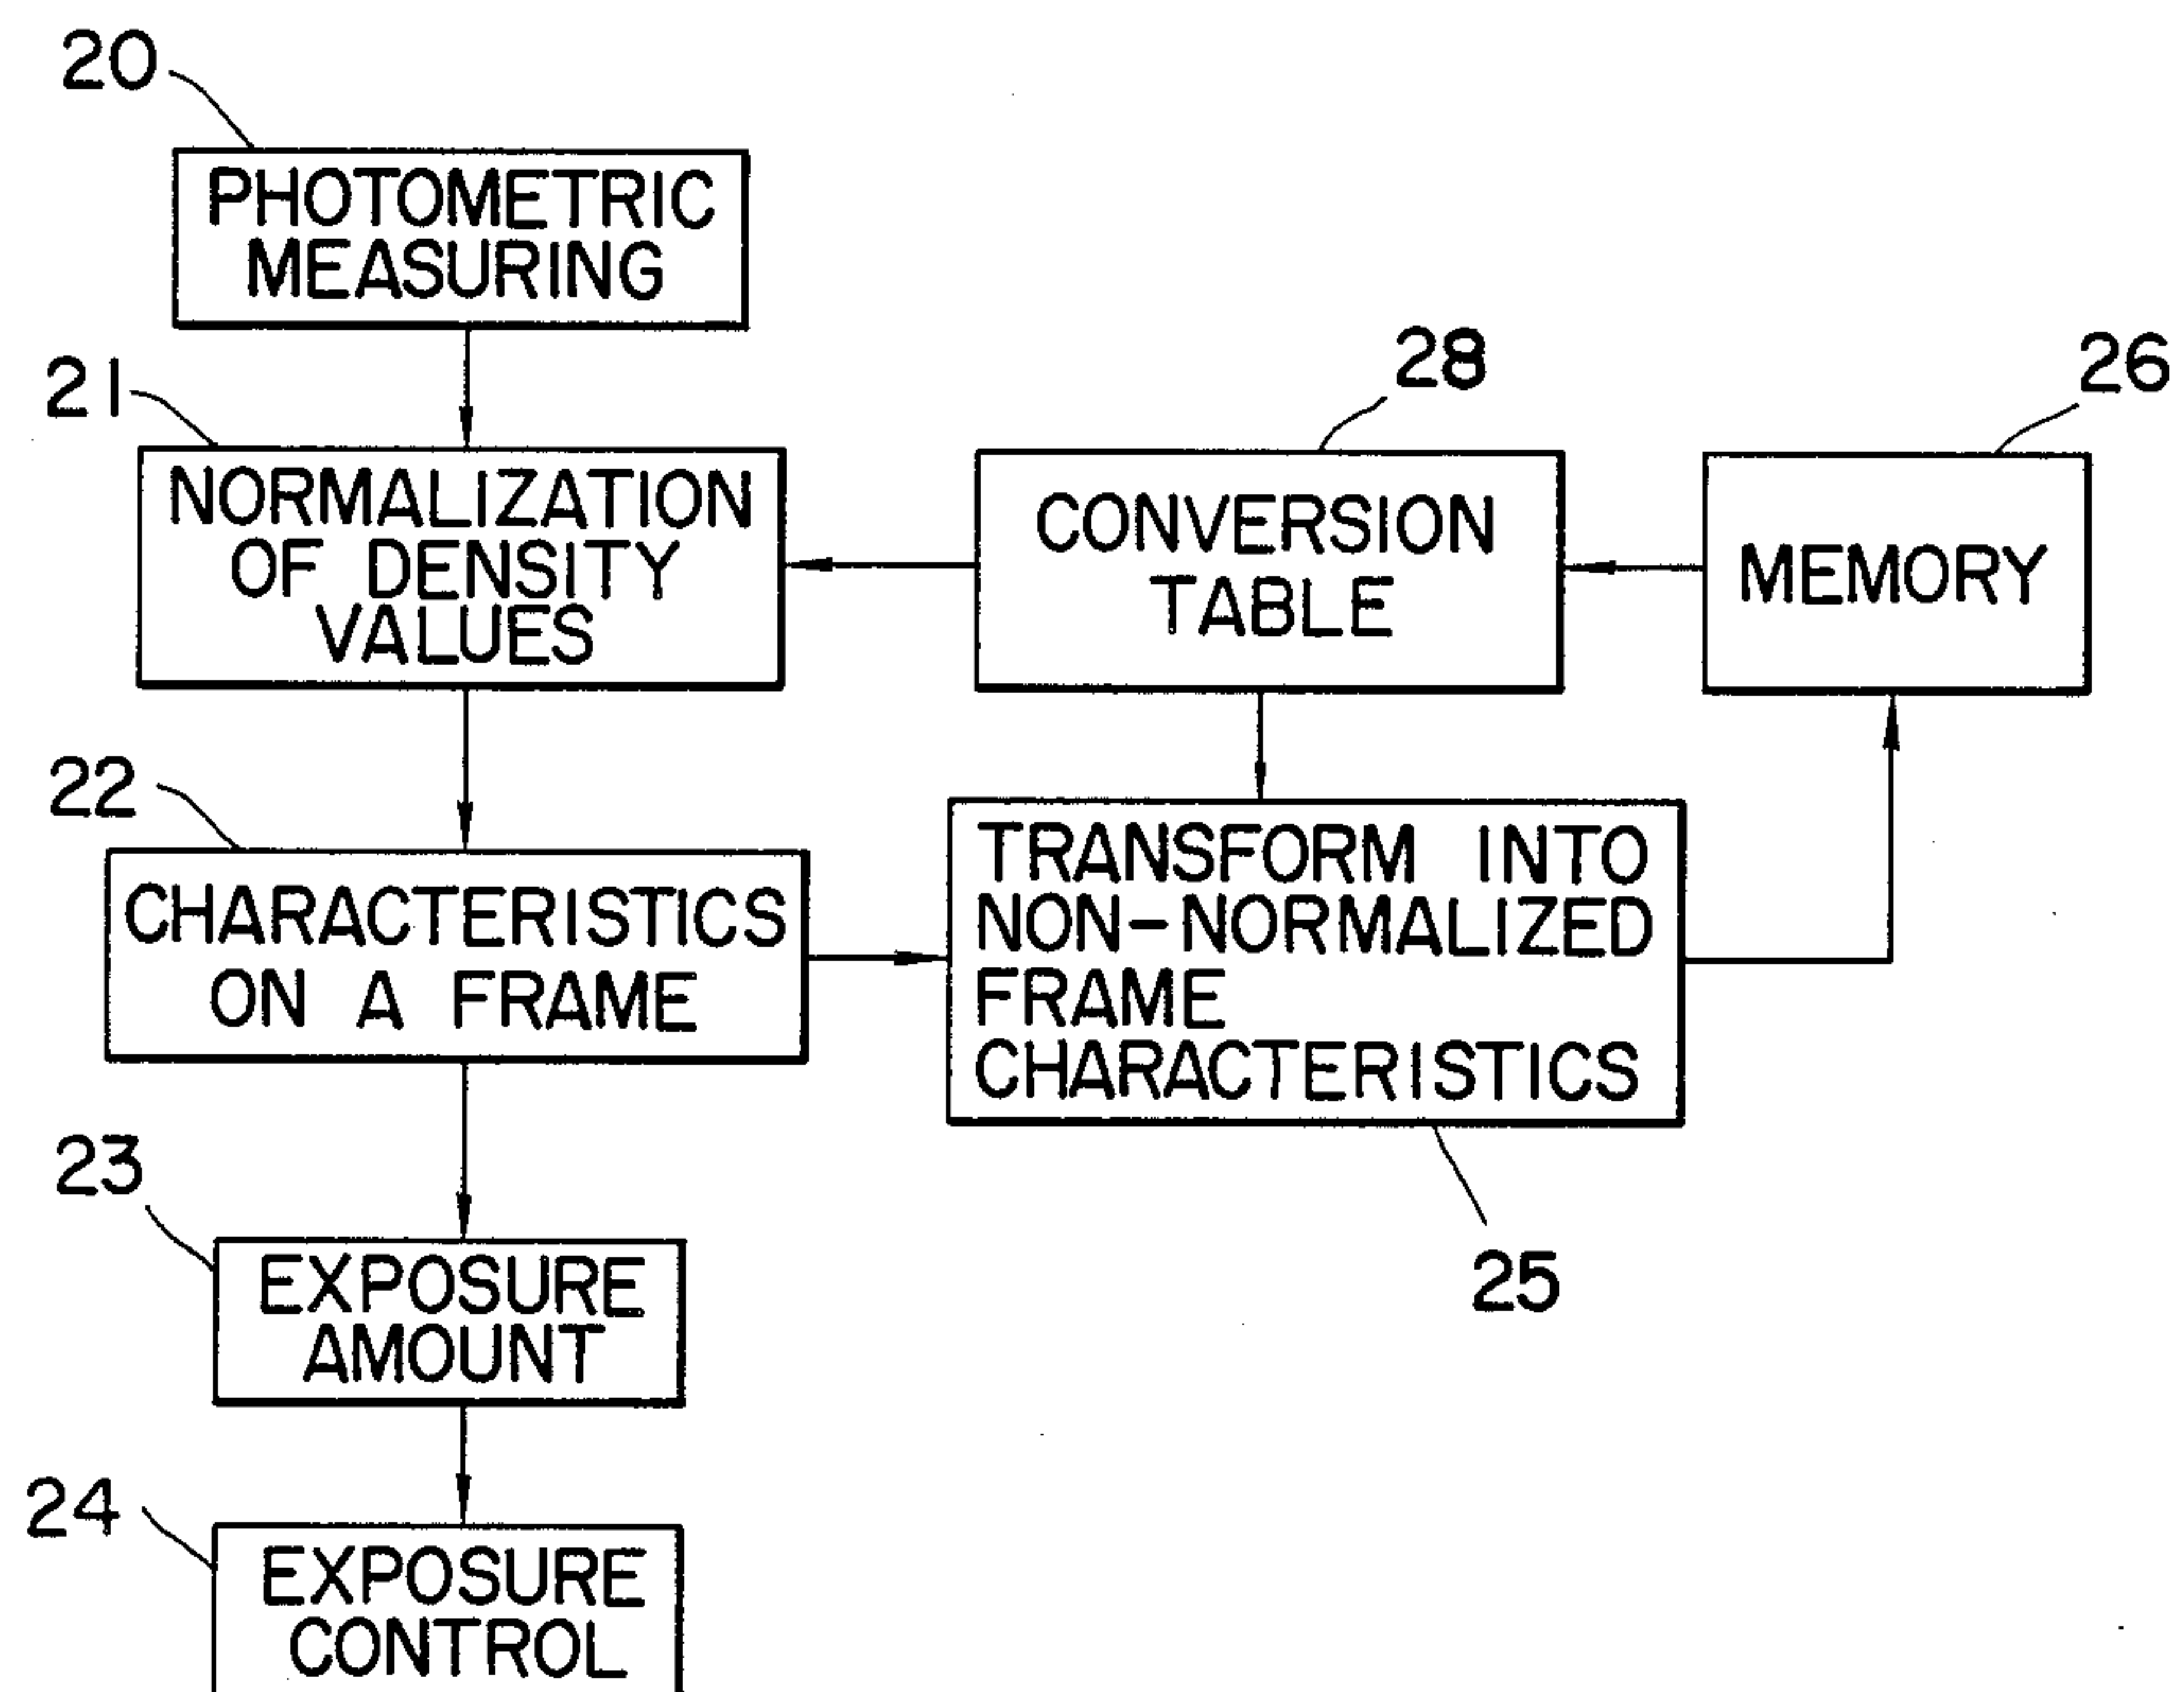 20
PHOTOMETRIC
MEASURING
21
NORMALIZATION
OF DENSITY
VALUES
28
CONVERSION
TABLE
26
MEMORY
22
CHARACTERISTICS
ON A FRAME
TRANSFORM INTO
NON-NORMALIZED
FRAME
CHARACTERISTICS
25
23
EXPOSURE
AMOUNT
24
EXPOSURE
CONTROL